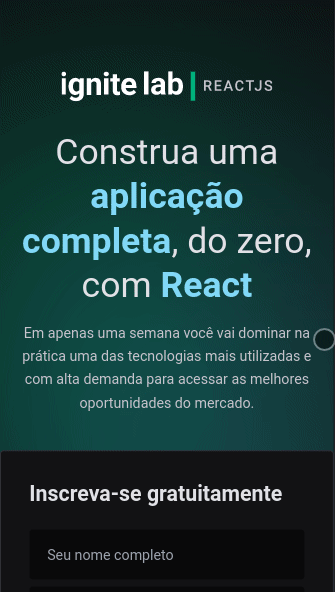 ignite lab | REACTJS
Construa uma
aplicação
completa, do zero,
com React
Em apenas uma semana você vai dominar na
prática uma das tecnologias mais utilizadas e
com alta demanda para acessar as melhores
oportunidades do mercado.
Inscreva-se gratuitamente
Seu nome completo